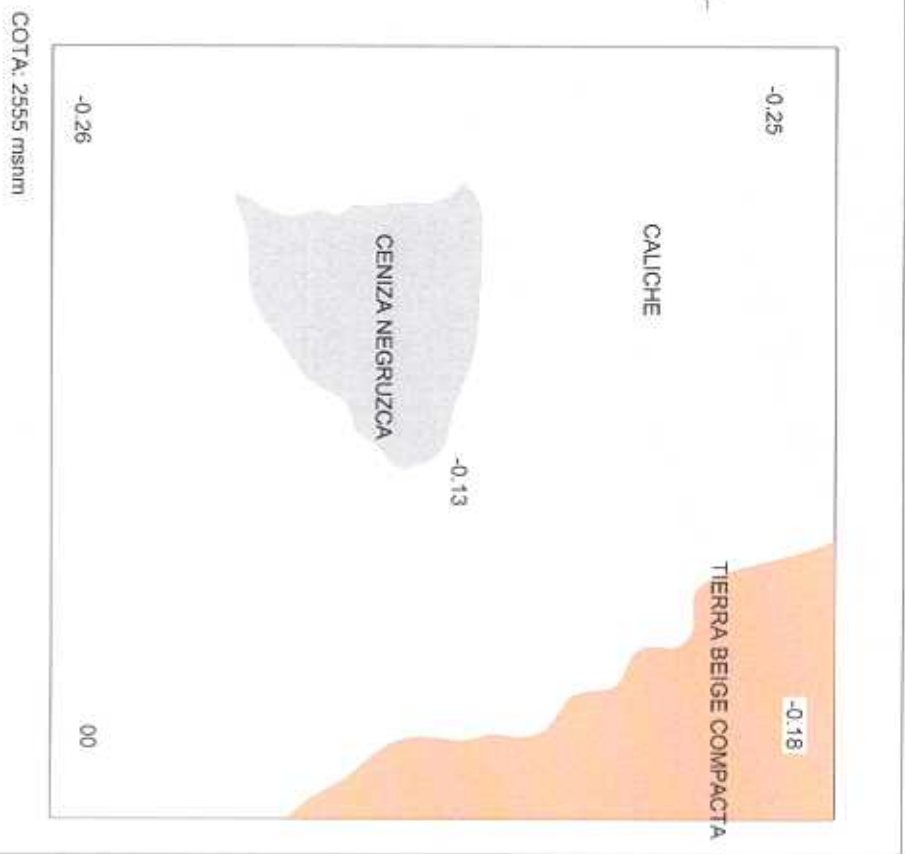 -0.25 -0.18
TIERRA BEIGE COMPACTA
CALICHE
-0.13
CENIZA NEGRUZCA
-0.26 00
COTA: 2555 msnm